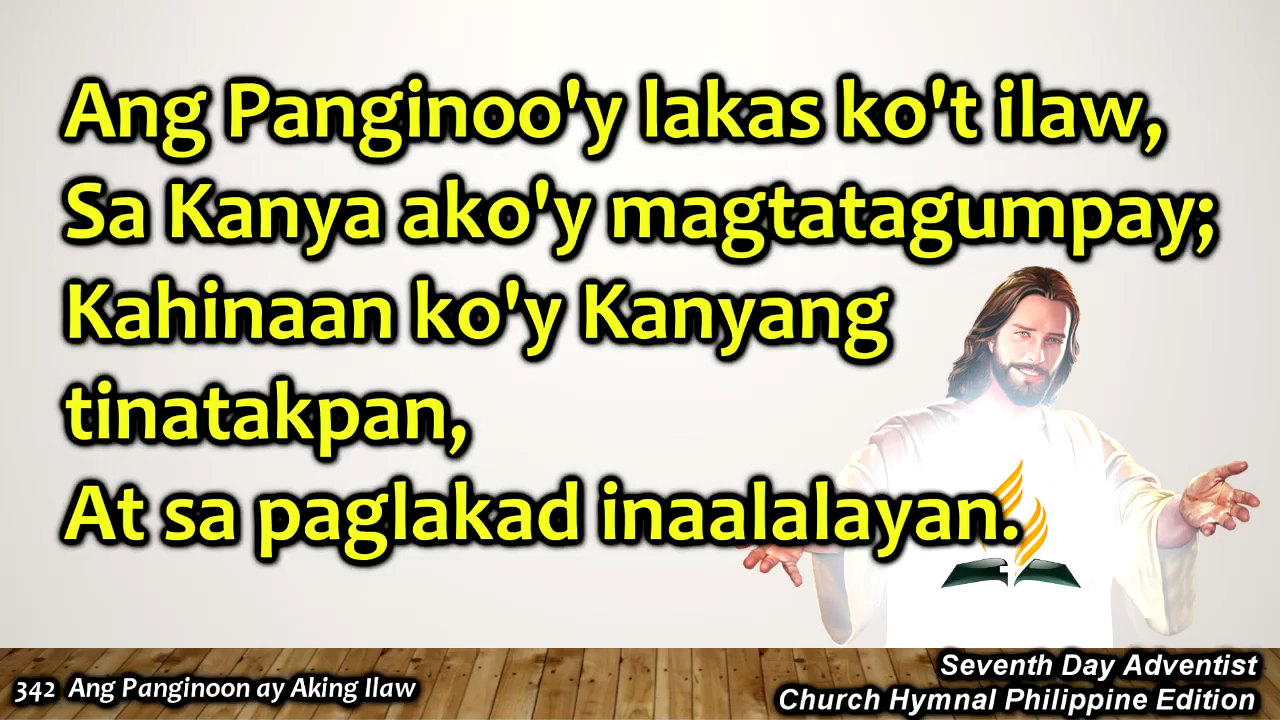 Ang Panginoo'y lakas ko't ilaw,
Sa Kanya ako'y magtatagumpay;
Kahinaan ko'y Kanyang
tinatakpan,
At sa paglakad inaalalayan.
342 Ang Panginoon ay Aking Ilaw
Seventh Day Adventist
Church Hymnal Philippine Edition